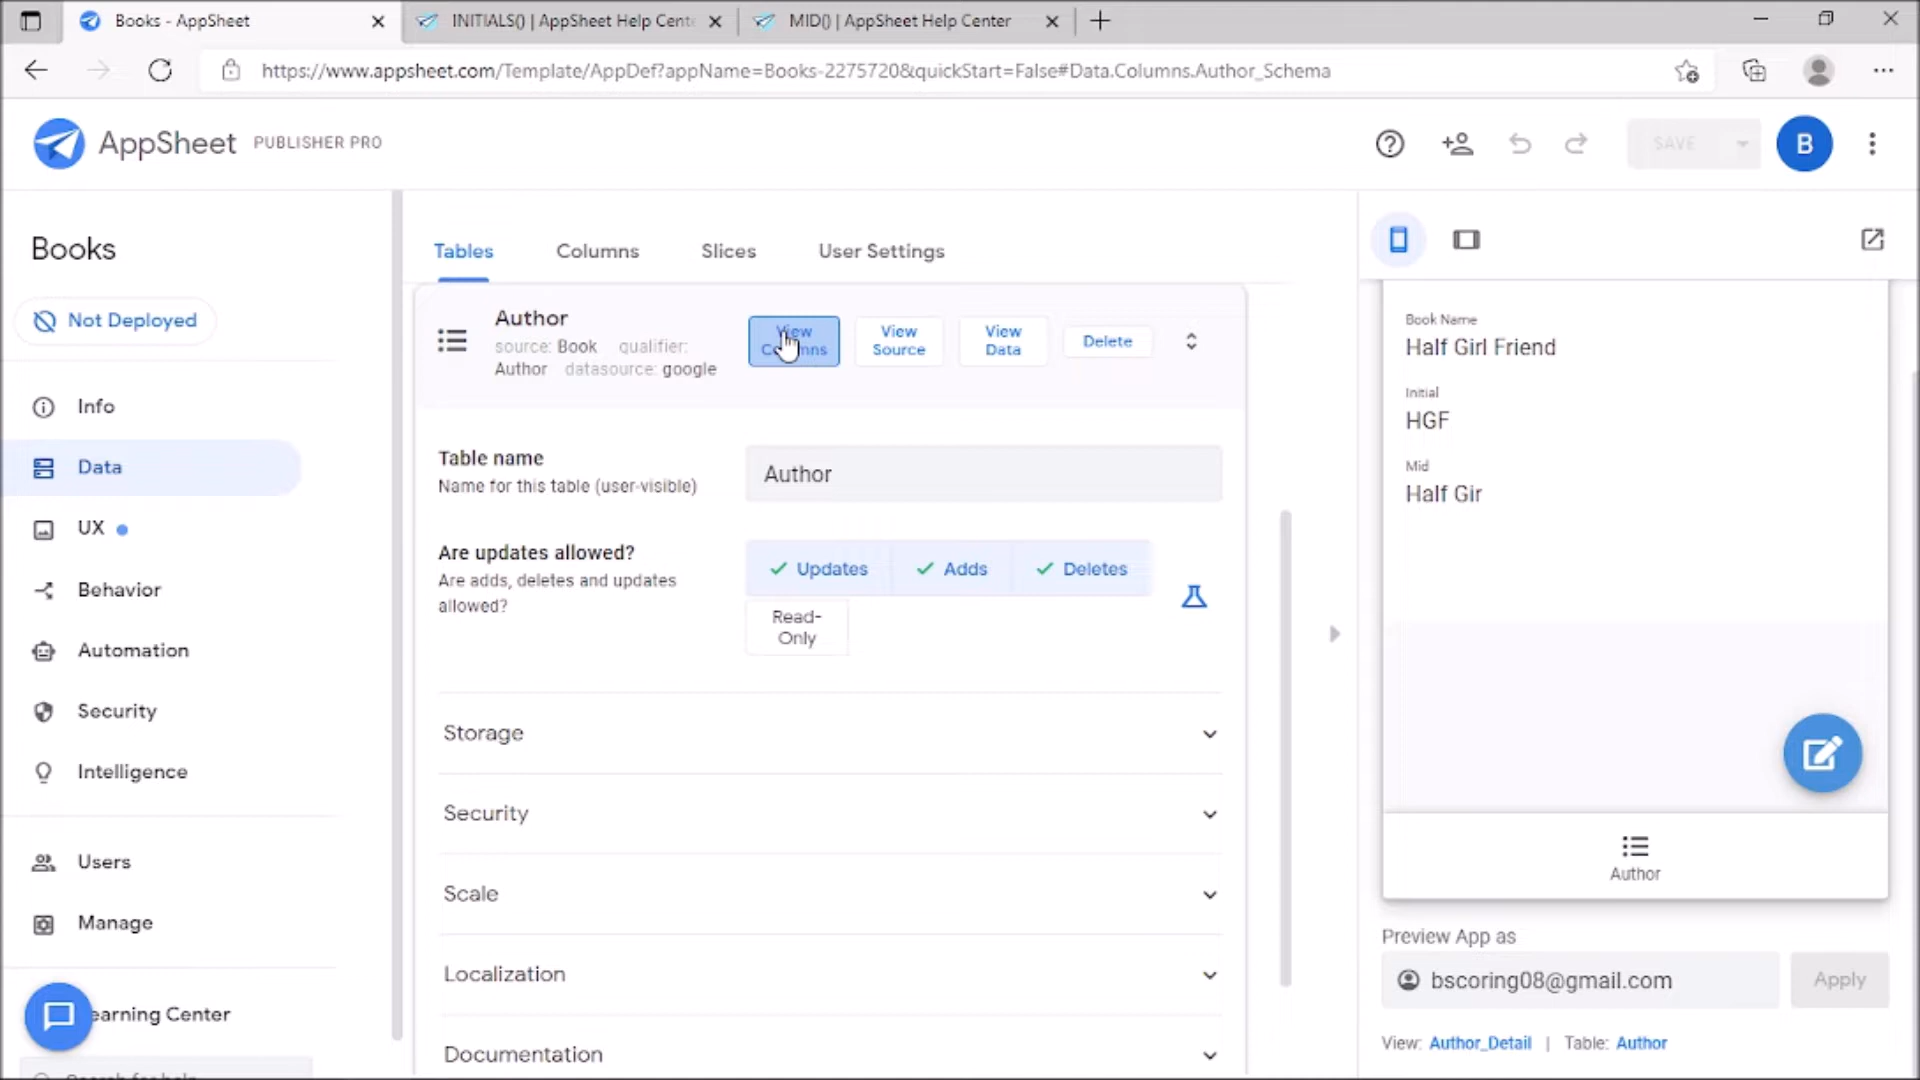 Books - AppSheet
INITIALS() | AppSheet Help Cent
MID() | AppSheet Help Center
https://www.appsheet.com/Template/AppDef?appName=Books-2275720&quickStart=False#Data.Columns.Author_Schema
AppSheet PUBLISHER PRO
SAVE
B
Books
Not Deployed
Info
Data
UX
Behavior
Automation
Security
Intelligence
Users
Manage
earning Center
Tables Columns Slices User Settings
Author
source: Book qualifier:
Author datasource: google
View
Columns
View
Source
View
Data
Delete
Table name
Name for this table (user-visible)
Author
Are updates allowed?
Are adds, deletes and updates
allowed?
Updates Adds Deletes
Read-
Only
Storage
Security
Scale
Localization
Documentation
Book Name
Half Girl Friend
Initial
HGF
Mid
Half Gir
Author
Preview App as
bscoring08@gmail.com
Apply
View: Author_Detail | Table: Author